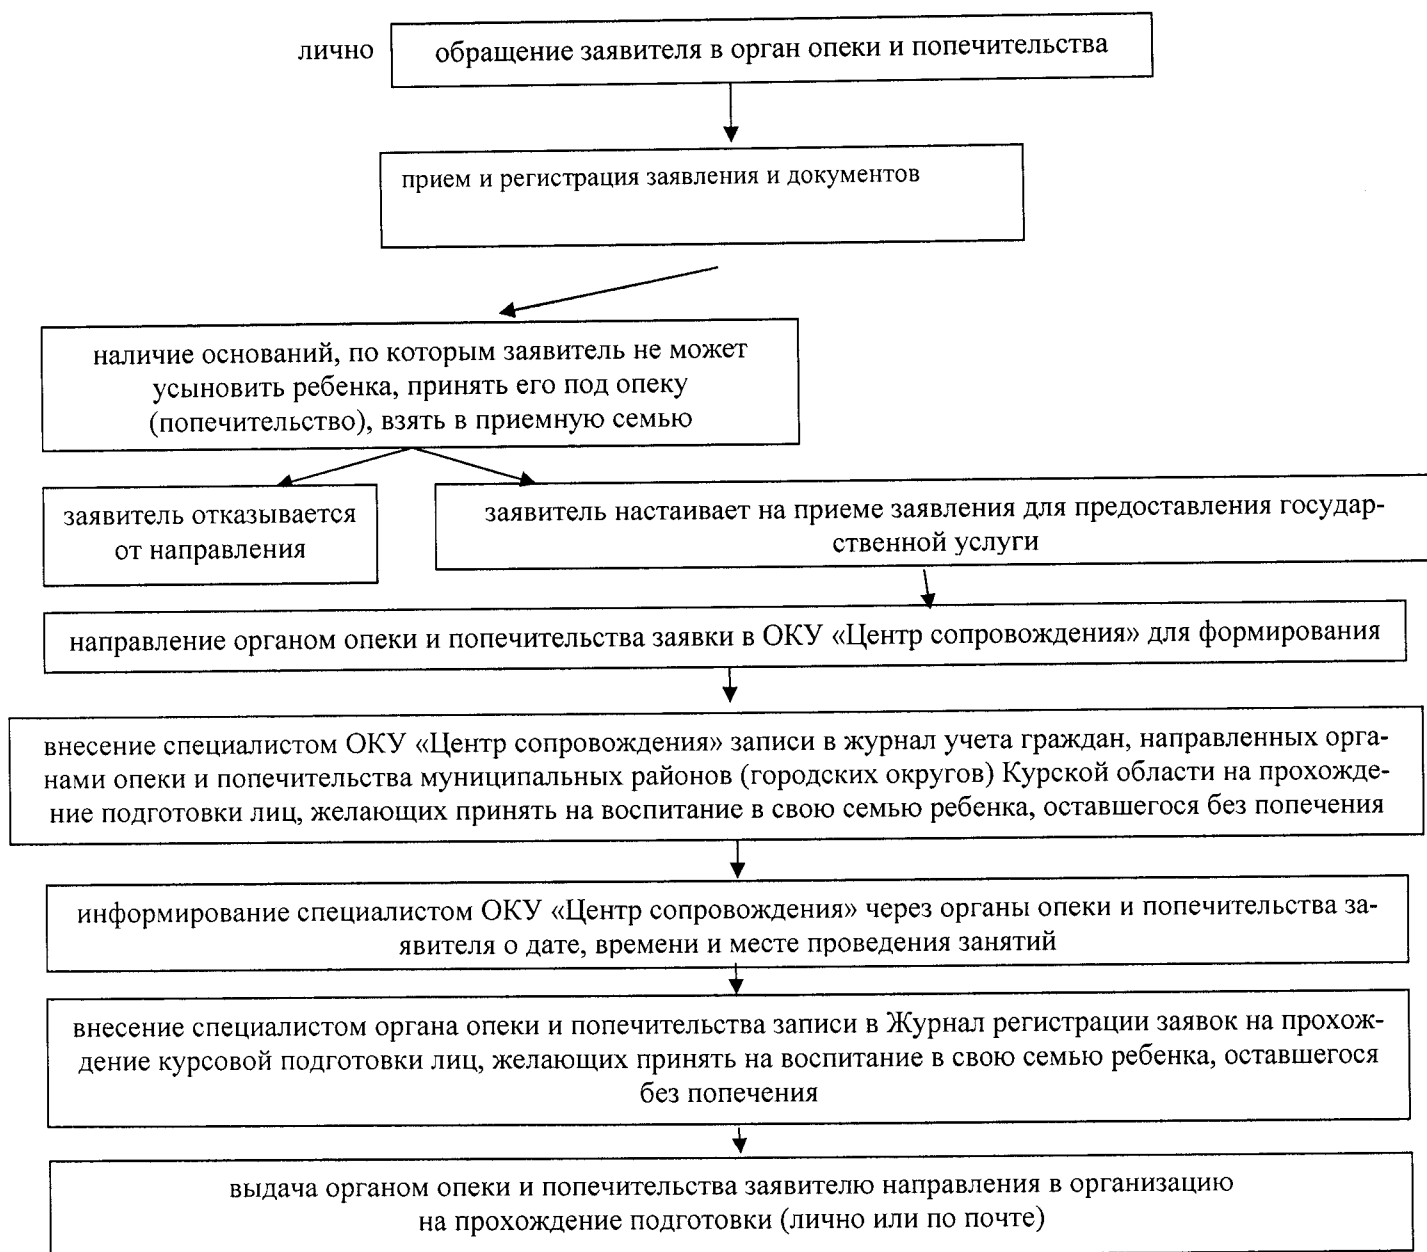 лично
обращение заявителя в орган опеки и попечительства
прием и регистрация заявления и документов
наличие оснований, по которым заявитель не может
усыновить ребенка, принять его под опеку
(попечительство), взять в приемную семью
заявитель отказывается
от направления
заявитель настаивает на приеме заявления для предоставления государ-
ственной услуги
направление органом опеки и попечительства заявки в ОКУ «Центр сопровождения» для формирования
внесение специалистом ОКУ «Центр сопровождения» записи в журнал учета граждан, направленных орга-
нами опеки и попечительства муниципальных районов (городских округов) Курской области на прохожде-
ние подготовки лиц, желающих принять на воспитание в свою семью ребенка, оставшегося без попечения
информирование специалистом ОКУ «Центр сопровождения» через органы опеки и попечительства за-
явителя о дате, времени и месте проведения занятий
внесение специалистом органа опеки и попечительства записи в Журнал регистрации заявок на прохож-
дение курсовой подготовки лиц, желающих принять на воспитание в свою семью ребенка, оставшегося
без попечения
выдача органом опеки и попечительства заявителю направления в организацию
на прохождение подготовки (лично или по почте)